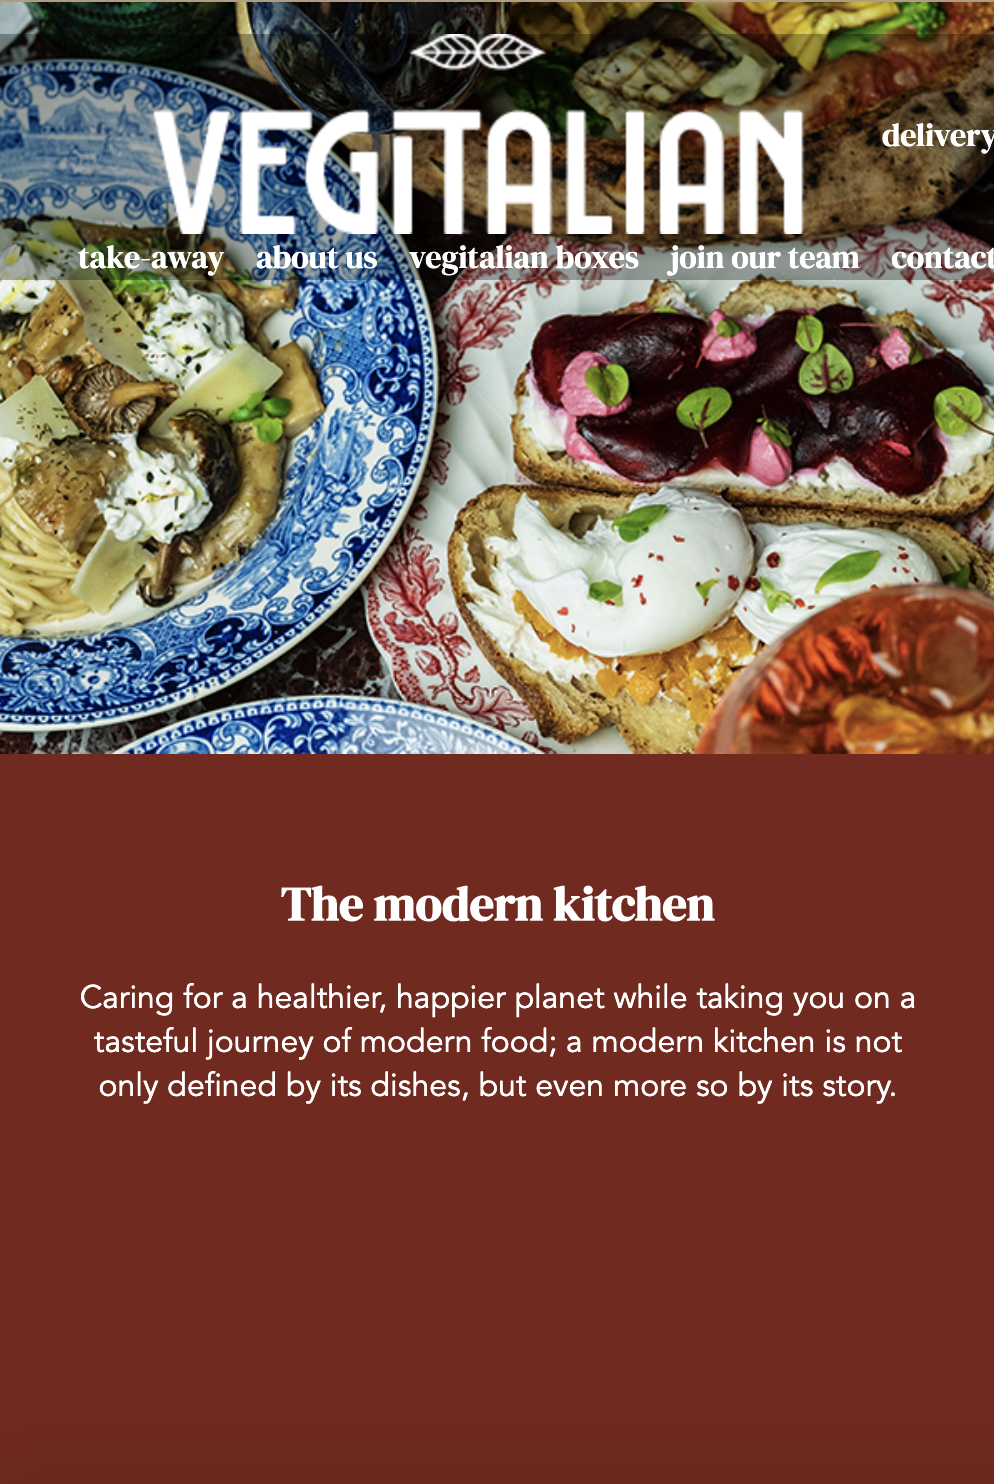 VEGiTALIAN
delivery
take-away about us vegitalian boxes join our team contact
The modern kitchen
Caring for a healthier, happier planet while taking you on a
tasteful journey of modern food; a modern kitchen is not
only defined by its dishes, but even more so by its story.